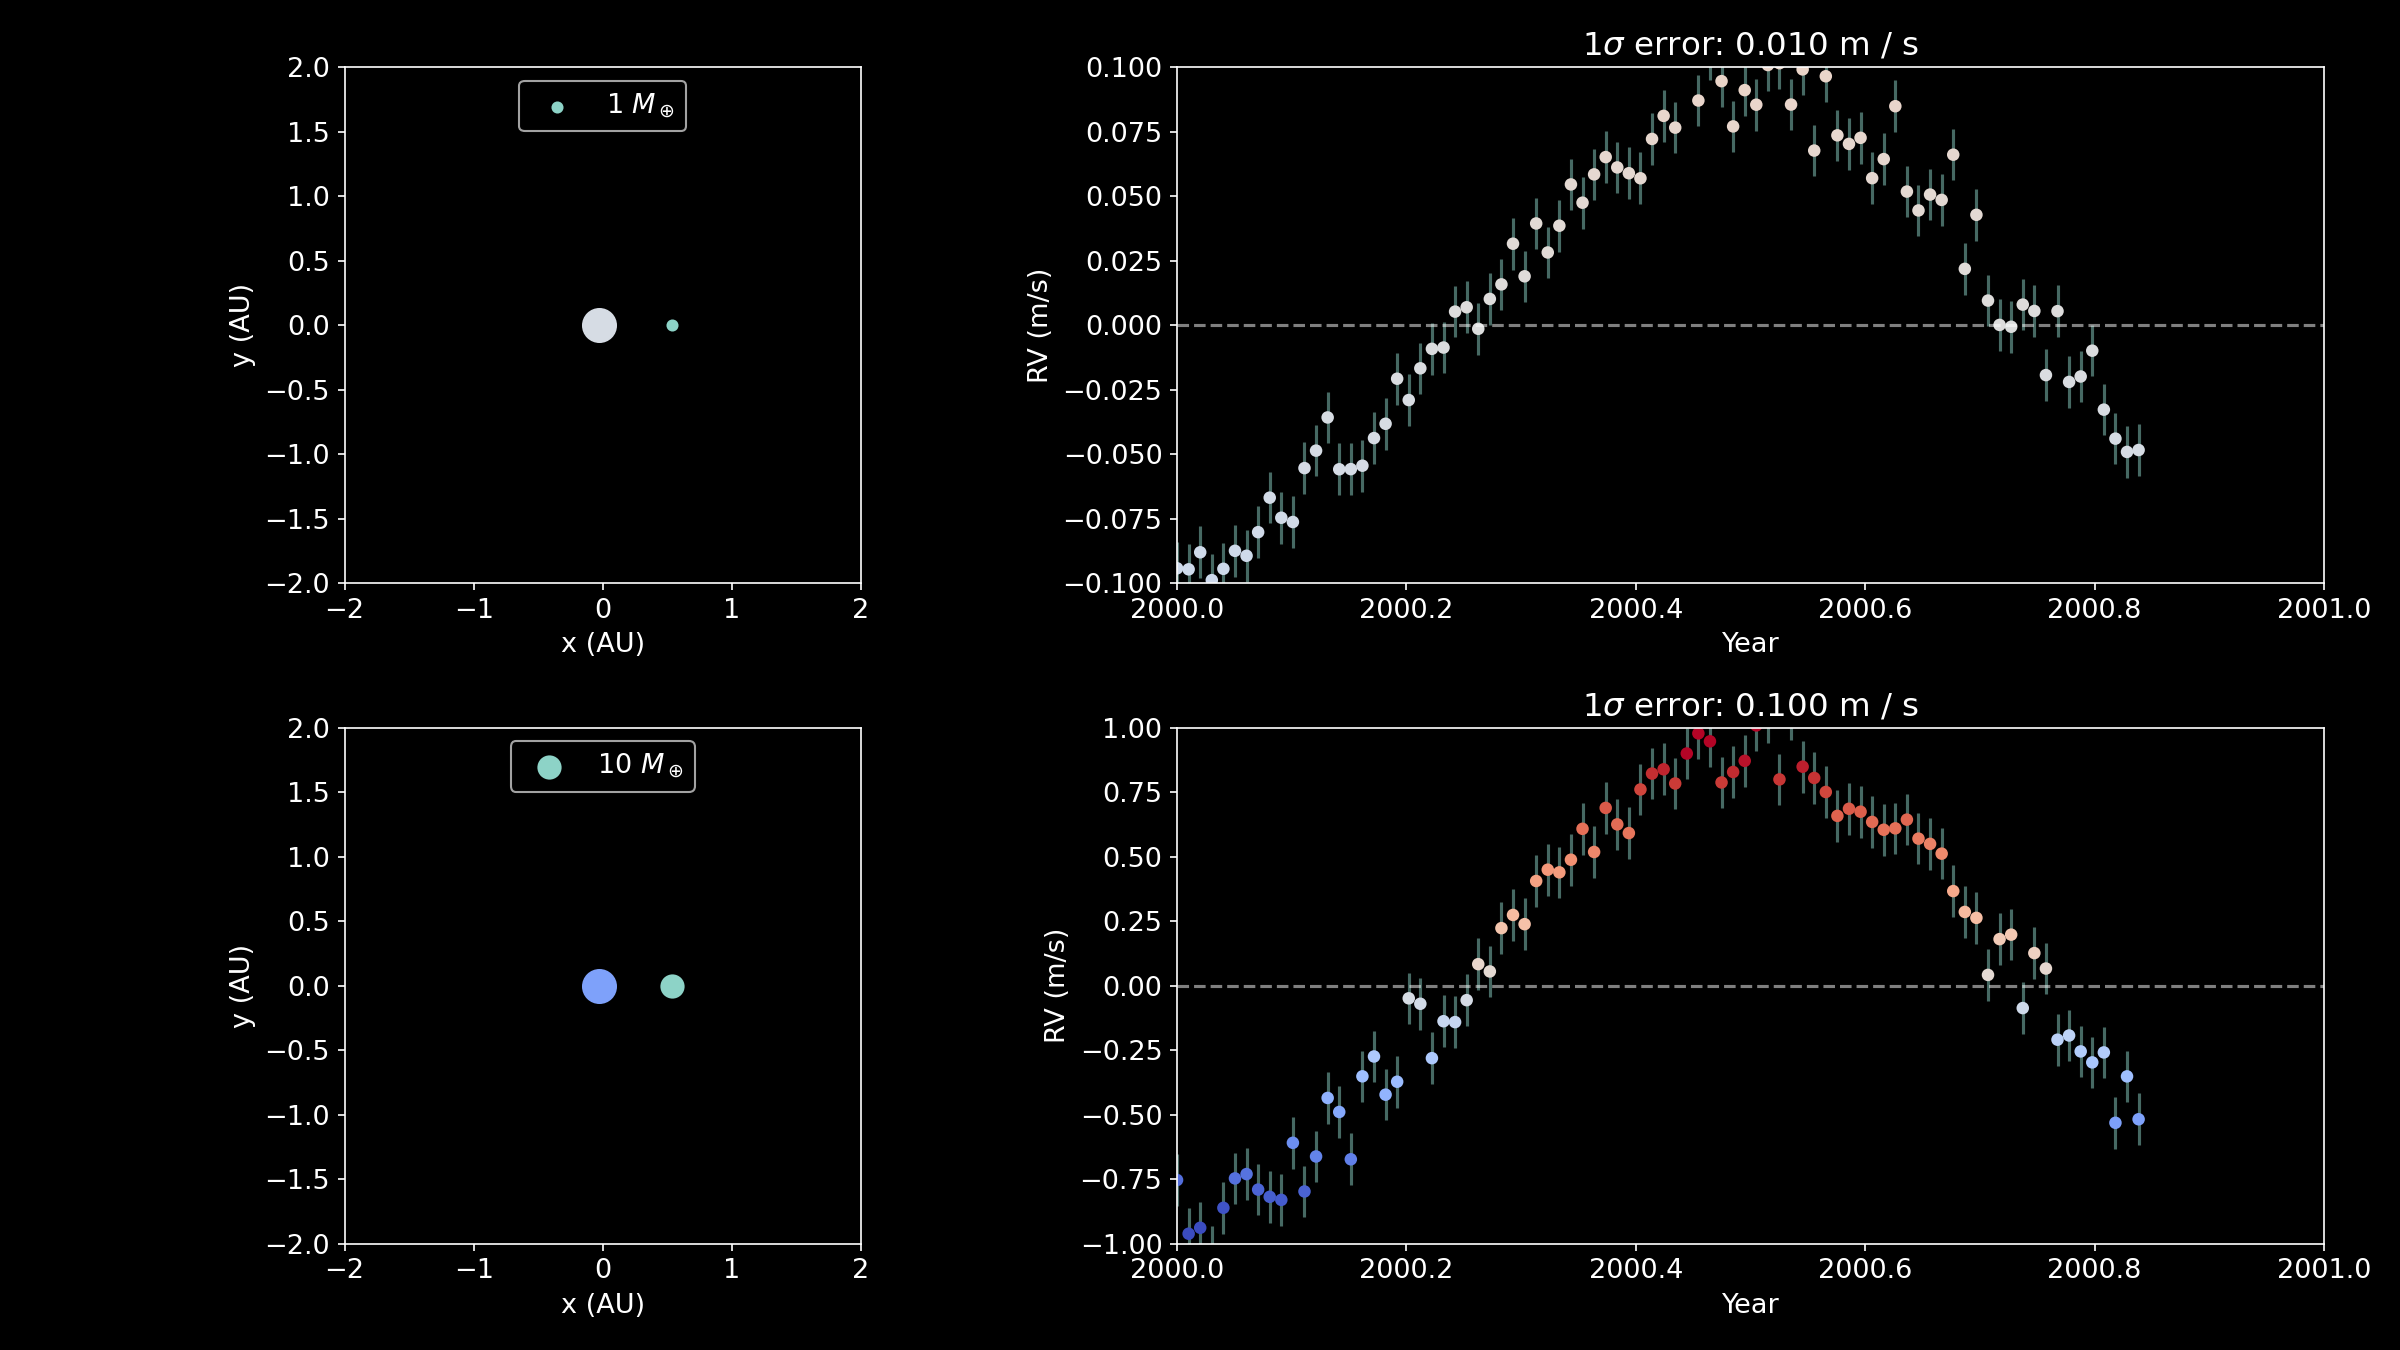 1σ error: 0.010 m / s
1 M⊕
y (AU)
2.0
1.5
1.0
0.5
0.0
−0.5
−1.0
−1.5
−2.0
−2 −1 0 1 2
x (AU)
RV (m/s)
0.100
0.075
0.050
0.025
0.000
−0.025
−0.050
−0.075
−0.100
2000.0 2000.2 2000.4 2000.6 2000.8 2001.0
Year
1σ error: 0.100 m / s
10 M⊕
y (AU)
2.0
1.5
1.0
0.5
0.0
−0.5
−1.0
−1.5
−2.0
−2 −1 0 1 2
x (AU)
RV (m/s)
1.00
0.75
0.50
0.25
0.00
−0.25
−0.50
−0.75
−1.00
2000.0 2000.2 2000.4 2000.6 2000.8 2001.0
Year